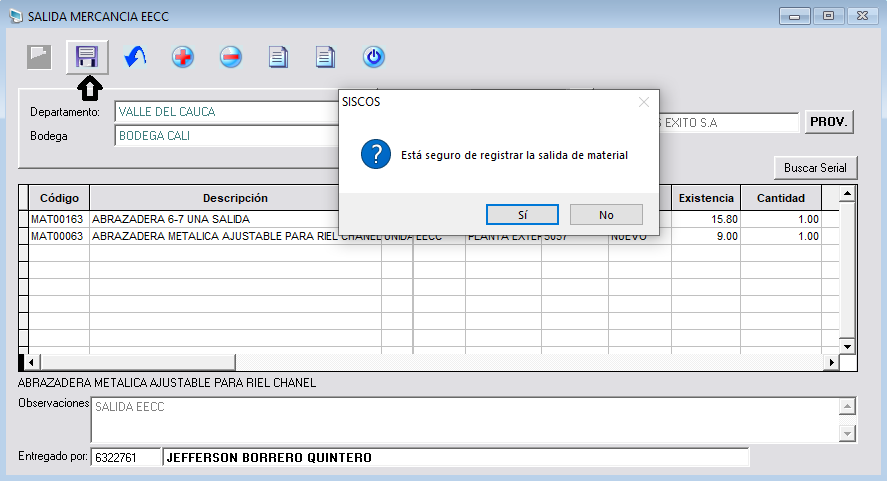 SALIDA MERCANCIA EECC
Departamento: VALLE DEL CAUCA
Bodega BODEGA CALI
EXITO S.A PROV.
SISCOS
Está seguro de registrar la salida de material
Sí No
Buscar Serial
Código Descripción Existencia Cantidad
MAT00163 ABRAZADERA 6-7 UNA SALIDA 15.80 1.00
MAT00063 ABRAZADERA METALICA AJUSTABLE PARA RIEL CHANEL UNIDA EECC PLANTA EXTER 5057 NUEVO 9.00 1.00
ABRAZADERA METALICA AJUSTABLE PARA RIEL CHANEL
Observaciones SALIDA EECC
Entregado por: 6322761 JEFFERSON BORRERO QUINTERO